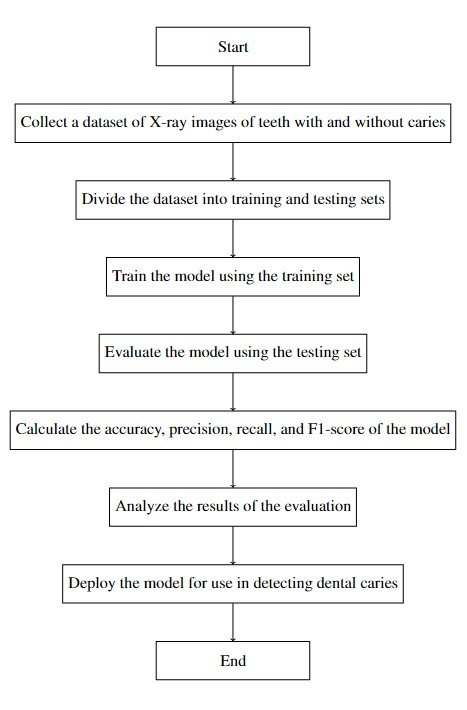 Start
Collect a dataset of X-ray images of teeth with and without caries
Divide the dataset into training and testing sets
Train the model using the training set
Evaluate the model using the testing set
Calculate the accuracy, precision, recall, and F1-score of the model
Analyze the results of the evaluation
Deploy the model for use in detecting dental caries
End